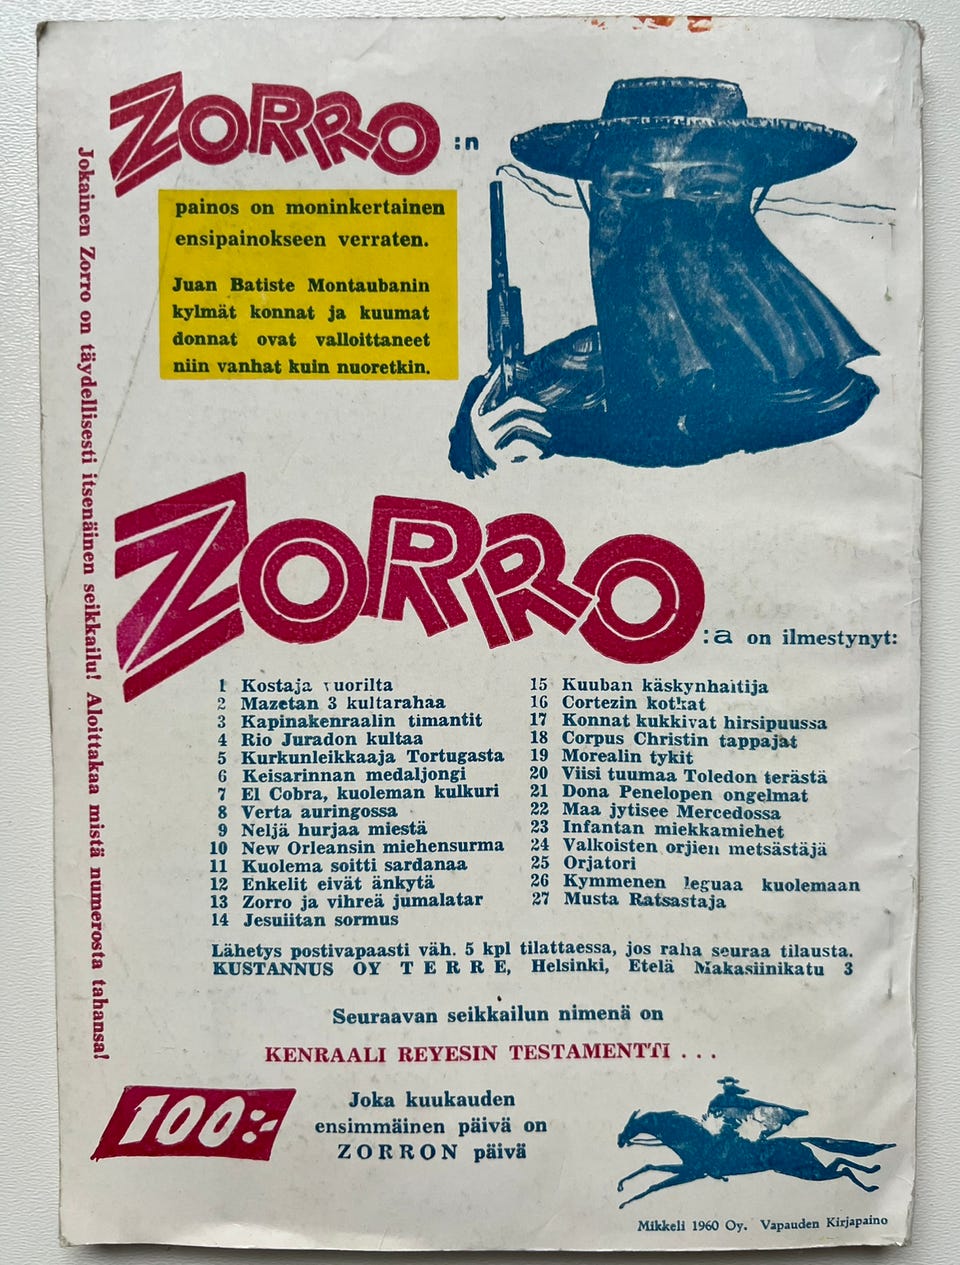 ZORRO :n
painos on moninkertainen
ensipainokseen verraten.
Juan Batiste Montaubanin
kylmät konnat ja kuumat
donnat ovat valloittaneet
niin vanhat kuin nuoretkin.
Jokainen Zorro on täydellisesti itsenäinen seikkailu! Aloittakaa mistä numerosta tahansa!
ZORRO :a on ilmestynyt:
1 Kostaja vuorilta
2 Mazetan 3 kultarahaa
3 Kapinakenraalin timantit
4 Rio Juradon kultaa
5 Kurkunleikkaaja Tortugasta
6 Keisarinnan medaljongi
7 El Cobra, kuoleman kulkuri
8 Verta auringossa
9 Neljä hurjaa miestä
10 New Orleansin miehensurma
11 Kuolema soitti sardanaa
12 Enkelit eivät änkytä
13 Zorro ja vihreä jumalatar
14 Jesuiitan sormus
15 Kuuban käskynhaltija
16 Cortezin kotkat
17 Konnat kukkivat hirsipuussa
18 Corpus Christin tappajat
19 Morealin tykit
20 Viisi tuumaa Toledon terästä
21 Dona Penelopen ongelmat
22 Maa jytisee Mercedossa
23 Infantan miekkamiehet
24 Valkoisten orjien metsästäjä
25 Orjatori
26 Kymmenen leguaa kuolemaan
27 Musta Ratsastaja
Lähetys postivapaasti väh. 5 kpl tilattaessa, jos raha seuraa tilausta.
KUSTANNUS OY TERRE, Helsinki, Etelä Makasiinikatu 3
Seuraavan seikkailun nimenä on
KENRAALI REYESIN TESTAMENTTI . . .
100:-
Joka kuukauden
ensimmäinen päivä on
ZORRON päivä
Mikkeli 1960 Oy. Vapauden Kirjapaino